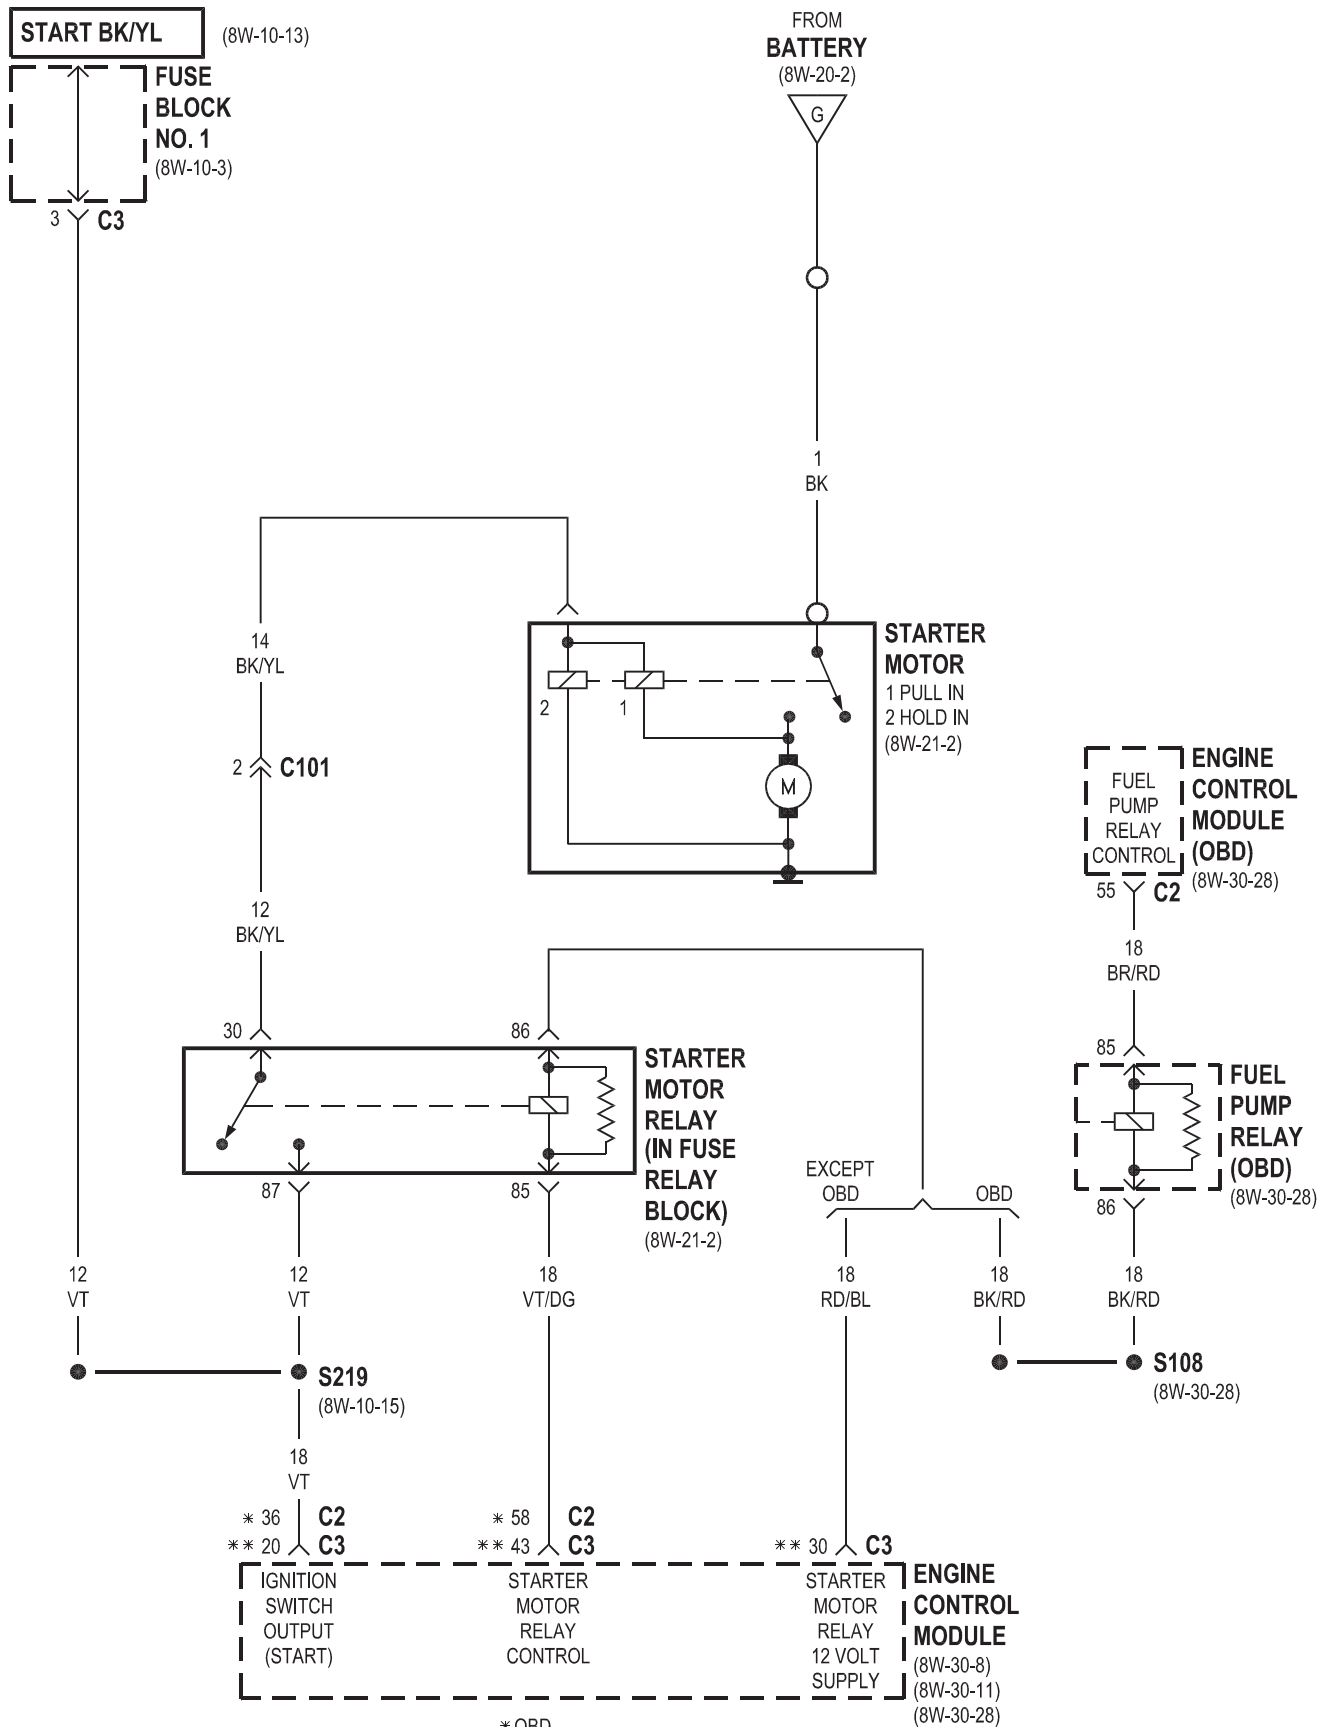 START BK/YL
(8W-10-13)
FUSE
BLOCK
NO. 1
(8W-10-3)
3
C3
FROM
BATTERY
(8W-20-2)
G
1
BK
14
BK/YL
2
C101
12
BK/YL
STARTER
MOTOR
1 PULL IN
2 HOLD IN
(8W-21-2)
2
1
M
FUEL
PUMP
RELAY
CONTROL
ENGINE
CONTROL
MODULE
(OBD)
(8W-30-28)
55
C2
18
BR/RD
85
FUEL
PUMP
RELAY
(OBD)
(8W-30-28)
86
30
86
STARTER
MOTOR
RELAY
(IN FUSE
RELAY
BLOCK)
(8W-21-2)
87
85
EXCEPT
OBD
OBD
12
VT
12
VT
18
VT/DG
18
RD/BL
18
BK/RD
18
BK/RD
S219
(8W-10-15)
S108
(8W-30-28)
18
VT
* 36 C2
** 20 C3
* 58 C2
** 43 C3
** 30 C3
IGNITION
SWITCH
OUTPUT
(START)
STARTER
MOTOR
RELAY
CONTROL
STARTER
MOTOR
RELAY
12 VOLT
SUPPLY
ENGINE
CONTROL
MODULE
(8W-30-8)
(8W-30-11)
(8W-30-28)
* OBD